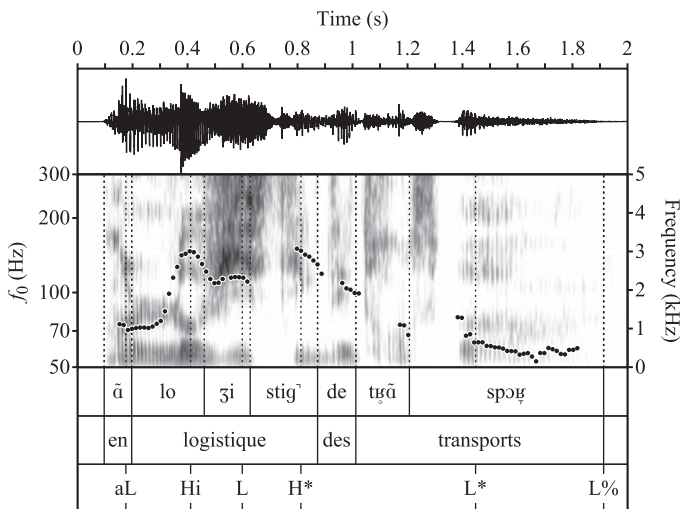 Time (s)
0 0.2 0.4 0.6 0.8 1 1.2 1.4 1.6 1.8 2
300 5
200 4
3
100 2
70 1
50 0
f0 (Hz)
Frequency (kHz)
ɑ̃ lo ʒi stiɡ̚ de tʁ̥ɑ̃ spɔʁ̞
en logistique des transports
aL Hi L H* L* L%